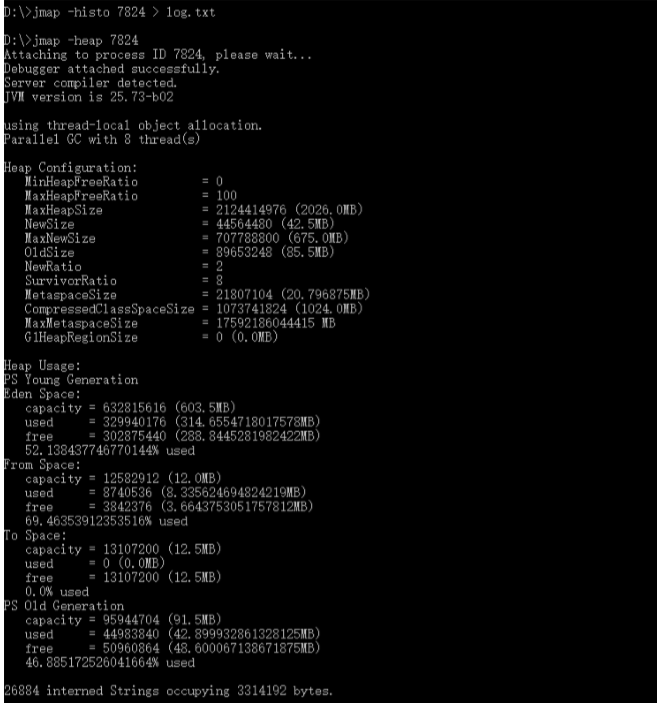 D:\>jmap -histo 7824 > log.txt
D:\>jmap -heap 7824
Attaching to process ID 7824, please wait...
Debugger attached successfully.
Server compiler detected.
JVM version is 25.73-b02
using thread-local object allocation.
Parallel GC with 8 thread(s)
Heap Configuration:
MinHeapFreeRatio = 0
MaxHeapFreeRatio = 100
MaxHeapSize = 2124414976 (2026.0MB)
NewSize = 44564480 (42.5MB)
MaxNewSize = 707788800 (675.0MB)
OldSize = 89653248 (85.5MB)
NewRatio = 2
SurvivorRatio = 8
MetaspaceSize = 21807104 (20.796875MB)
CompressedClassSpaceSize = 1073741824 (1024.0MB)
MaxMetaspaceSize = 17592186044415 MB
G1HeapRegionSize = 0 (0.0MB)
Heap Usage:
PS Young Generation
Eden Space:
capacity = 632815616 (603.5MB)
used = 329940176 (314.6554718017578MB)
free = 302875440 (288.8445281982422MB)
52.138437746770144% used
From Space:
capacity = 12582912 (12.0MB)
used = 8740536 (8.335624694824219MB)
free = 3842376 (3.6643753051757812MB)
69.46353912353516% used
To Space:
capacity = 13107200 (12.5MB)
used = 0 (0.0MB)
free = 13107200 (12.5MB)
0.0% used
PS Old Generation
capacity = 95944704 (91.5MB)
used = 44983840 (42.899932861328125MB)
free = 50960864 (48.600067138671875MB)
46.885172526041664% used
26884 interned Strings occupying 3314192 bytes.